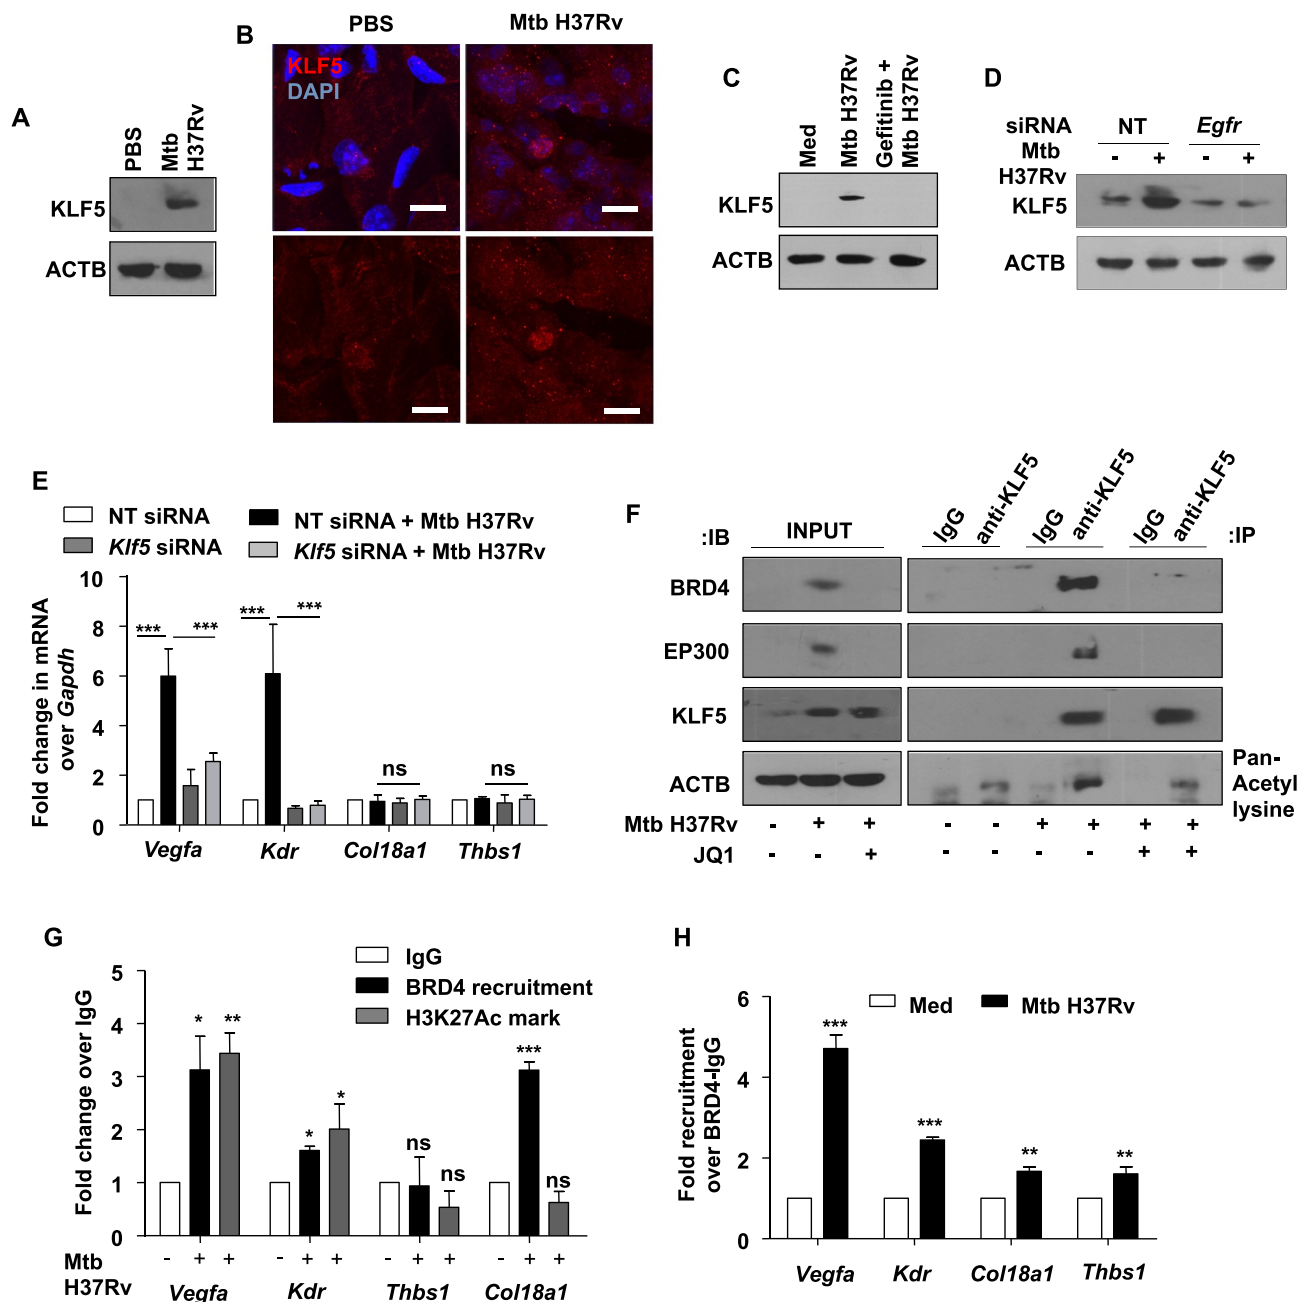 A
PBS
Mtb
H37Rv
KLF5
ACTB
B
PBS
Mtb H37Rv
KLF5
DAPI
C
Med
Mtb H37Rv
Gefitinib +
Mtb H37Rv
KLF5
ACTB
D
siRNA
NT
Egfr
Mtb
H37Rv
- + - +
KLF5
ACTB
E
NT siRNA
NT siRNA + Mtb H37Rv
Klf5 siRNA
Klf5 siRNA + Mtb H37Rv
Fold change in mRNA
over Gapdh
10
8
6
4
2
0
*** ***
*** ***
ns
ns
Vegfa Kdr Col18a1 Thbs1
F
:IB
INPUT
IgG
anti-KLF5
IgG
anti-KLF5
IgG
anti-KLF5
:IP
BRD4
EP300
KLF5
ACTB
Pan-
Acetyl
lysine
Mtb H37Rv - + + - - + + + +
JQ1 - - + - - - - + +
G
IgG
BRD4 recruitment
H3K27Ac mark
Fold change over IgG
5
4
3
2
1
0
* **
* *
ns ns
*** ns
Mtb
H37Rv
- + + - + + - + + - + +
Vegfa Kdr Thbs1 Col18a1
H
Med
Mtb H37Rv
Fold recruitment
over BRD4-IgG
6
4
2
0
*** *** ** **
Vegfa Kdr Col18a1 Thbs1